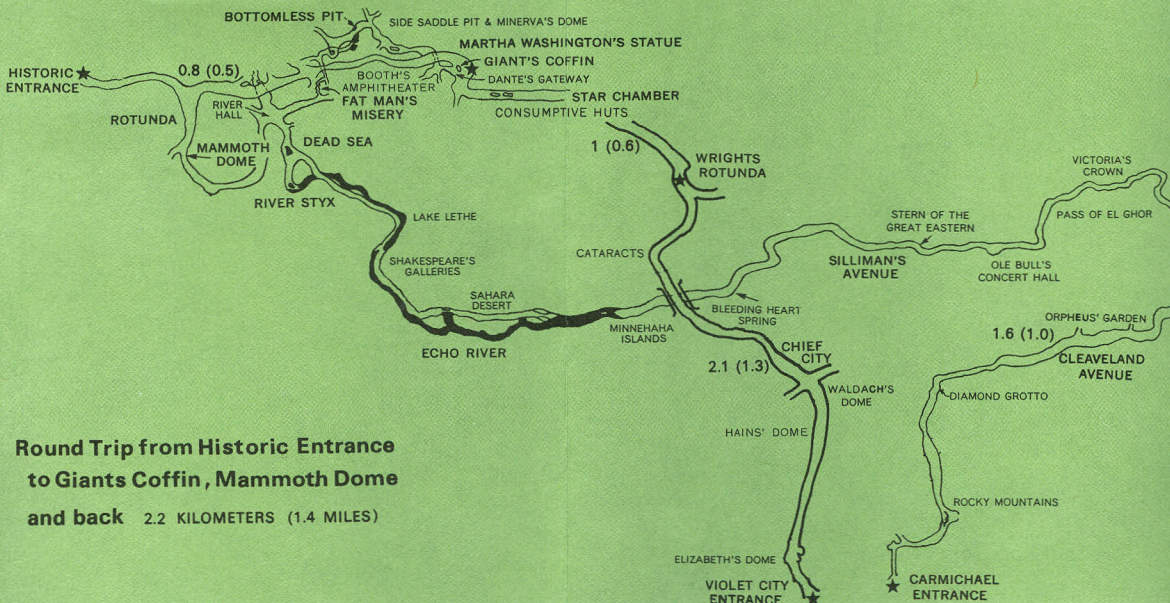 BOTTOMLESS PIT
SIDE SADDLE PIT & MINERVA'S DOME
MARTHA WASHINGTON'S STATUE
GIANT'S COFFIN
HISTORIC
ENTRANCE
0.8 (0.5)
BOOTH'S
AMPHITHEATER
DANTE'S GATEWAY
STAR CHAMBER
FAT MAN'S
MISERY
CONSUMPTIVE HUTS
RIVER
HALL
ROTUNDA
MAMMOTH
DOME
DEAD SEA
1 (0.6)
WRIGHTS
ROTUNDA
VICTORIA'S
CROWN
RIVER STYX
LAKE LETHE
STERN OF THE
GREAT EASTERN
PASS OF EL GHOR
SHAKESPEARE'S
GALLERIES
CATARACTS
SILLIMAN'S
AVENUE
OLE BULL'S
CONCERT HALL
SAHARA
DESERT
BLEEDING HEART
SPRING
MINNEHAHA
ISLANDS
ECHO RIVER
ORPHEUS' GARDEN
1.6 (1.0)
CLEAVELAND
AVENUE
CHIEF
CITY
2.1 (1.3)
WALDACH'S
DOME
DIAMOND GROTTO
HAINS' DOME
Round Trip from Historic Entrance
to Giants Coffin, Mammoth Dome
and back 2.2 KILOMETERS (1.4 MILES)
ROCKY MOUNTAINS
ELIZABETH'S DOME
VIOLET CITY
ENTRANCE
CARMICHAEL
ENTRANCE